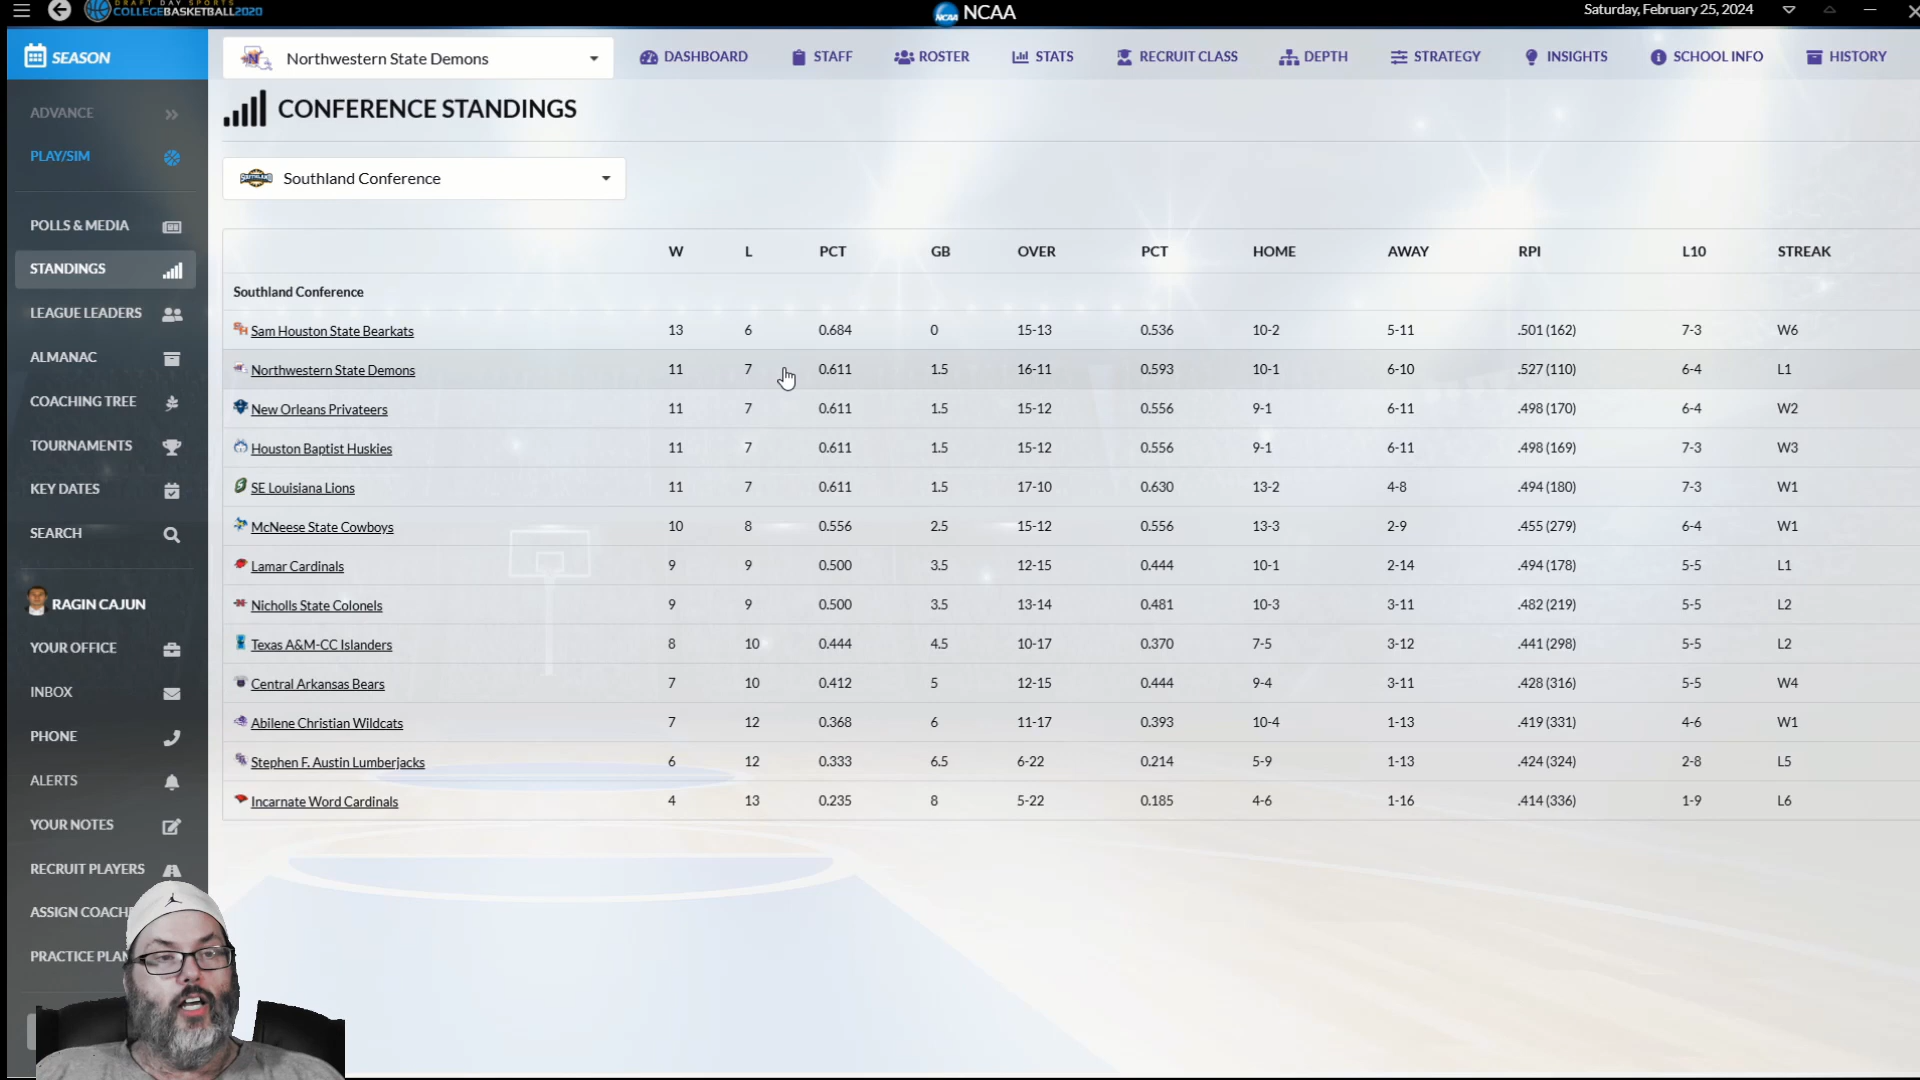 DRAFT DAY SPORTS
COLLEGE BASKETBALL 2020
NCAA NCAA
Saturday, February 25, 2024
SEASON
Northwestern State Demons
DASHBOARD STAFF ROSTER STATS RECRUIT CLASS DEPTH STRATEGY INSIGHTS SCHOOL INFO HISTORY
CONFERENCE STANDINGS
SOUTHLAND Southland Conference
ADVANCE
PLAY/SIM
POLLS & MEDIA
STANDINGS
LEAGUE LEADERS
ALMANAC
COACHING TREE
TOURNAMENTS
KEY DATES
SEARCH
RAGIN CAJUN
YOUR OFFICE
INBOX
PHONE
ALERTS
YOUR NOTES
RECRUIT PLAYERS
ASSIGN COACHE
PRACTICE PLAN
W L PCT GB OVER PCT HOME AWAY RPI L10 STREAK
Southland Conference
Sam Houston State Bearkats 13 6 0.684 0 15-13 0.536 10-2 5-11 .501 (162) 7-3 W6
Northwestern State Demons 11 7 0.611 1.5 16-11 0.593 10-1 6-10 .527 (110) 6-4 L1
New Orleans Privateers 11 7 0.611 1.5 15-12 0.556 9-1 6-11 .498 (170) 6-4 W2
Houston Baptist Huskies 11 7 0.611 1.5 15-12 0.556 9-1 6-11 .498 (169) 7-3 W3
SE Louisiana Lions 11 7 0.611 1.5 17-10 0.630 13-2 4-8 .494 (180) 7-3 W1
McNeese State Cowboys 10 8 0.556 2.5 15-12 0.556 13-3 2-9 .455 (279) 6-4 W1
Lamar Cardinals 9 9 0.500 3.5 12-15 0.444 10-1 2-14 .494 (178) 5-5 L1
Nicholls State Colonels 9 9 0.500 3.5 13-14 0.481 10-3 3-11 .482 (219) 5-5 L2
Texas A&M-CC Islanders 8 10 0.444 4.5 10-17 0.370 7-5 3-12 .441 (298) 5-5 L2
Central Arkansas Bears 7 10 0.412 5 12-15 0.444 9-4 3-11 .428 (316) 5-5 W4
Abilene Christian Wildcats 7 12 0.368 6 11-17 0.393 10-4 1-13 .419 (331) 4-6 W1
Stephen F. Austin Lumberjacks 6 12 0.333 6.5 6-22 0.214 5-9 1-13 .424 (324) 2-8 L5
Incarnate Word Cardinals 4 13 0.235 8 5-22 0.185 4-6 1-16 .414 (336) 1-9 L6